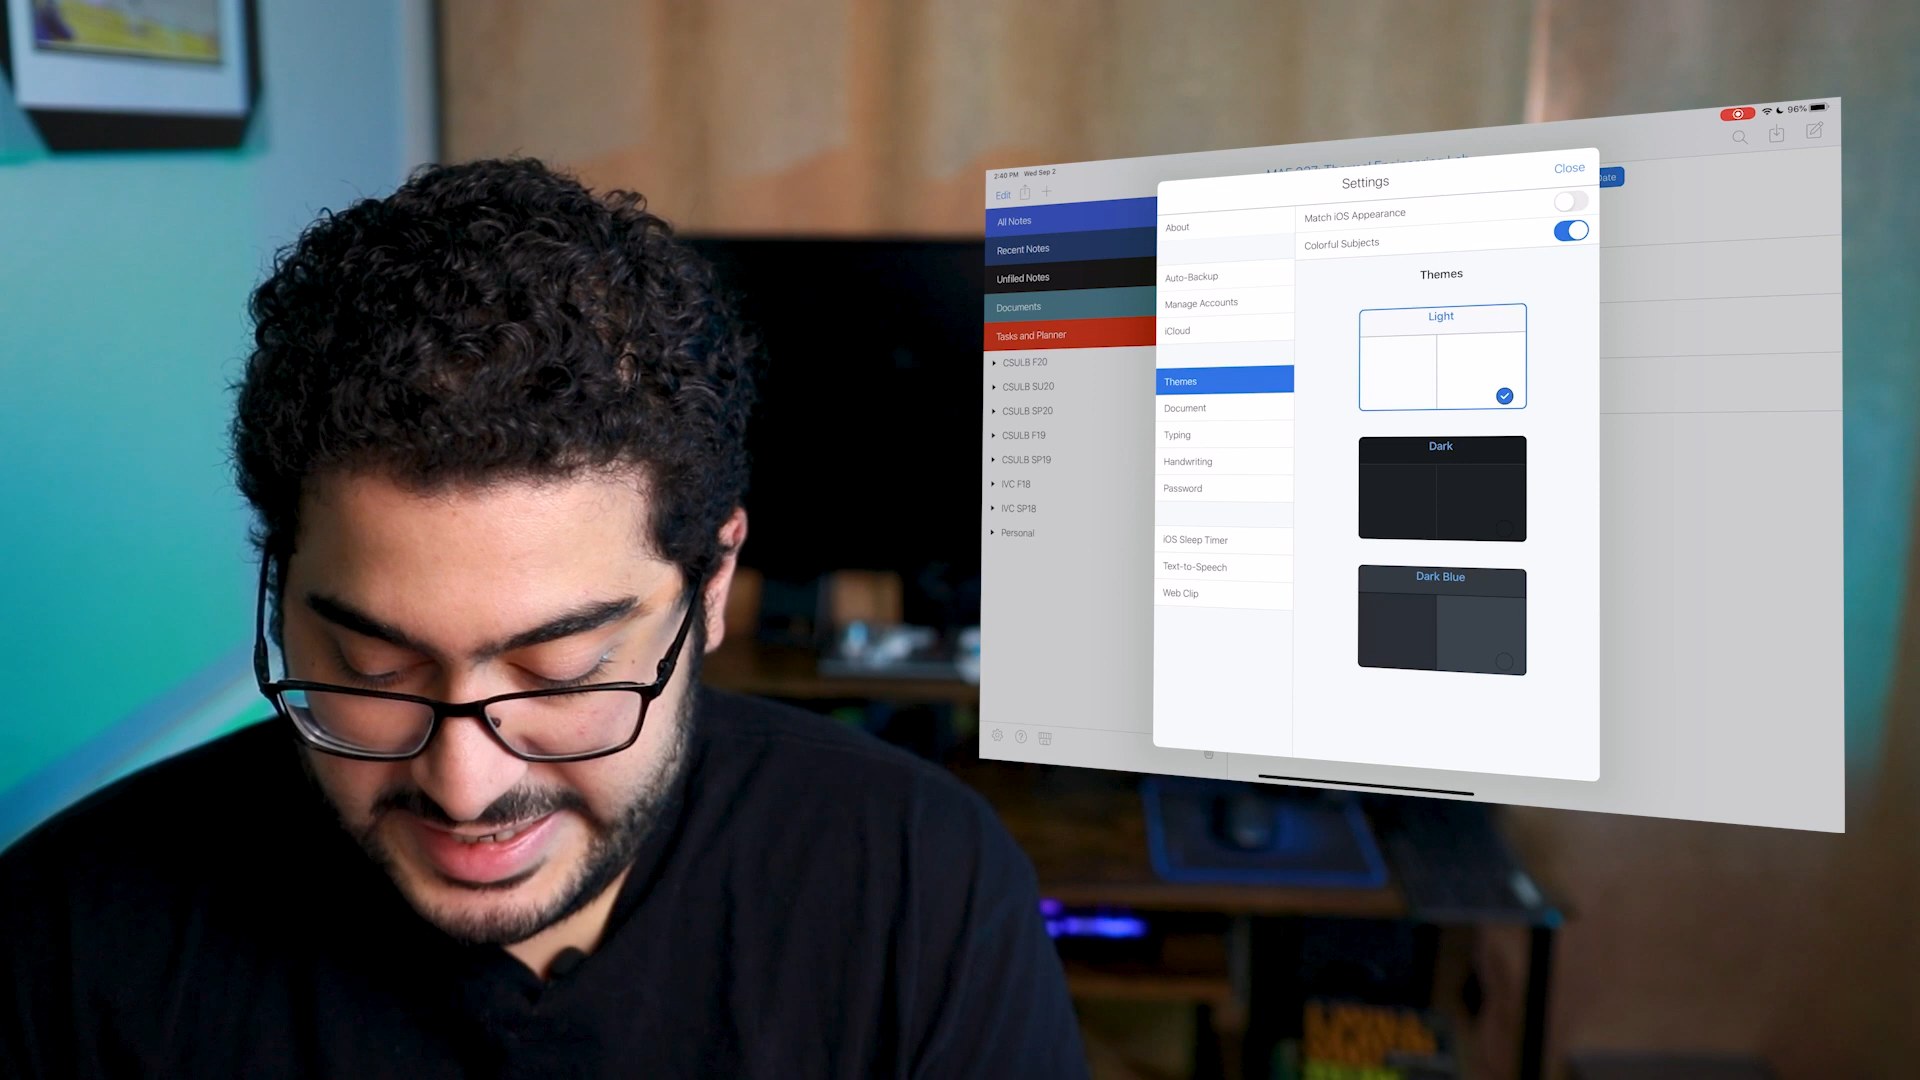 2:40 PM Wed Sep 2
96%
Edit
All Notes
Recent Notes
Unfiled Notes
Documents
Tasks and Planner
CSULB F20
CSULB SU20
CSULB SP20
CSULB F19
CSULB SP19
IVC F18
IVC SP18
Personal
Date
Settings
Close
About
Auto-Backup
Manage Accounts
iCloud
Themes
Document
Typing
Handwriting
Password
iOS Sleep Timer
Text-to-Speech
Web Clip
Match iOS Appearance
Colorful Subjects
Themes
Light
Dark
Dark Blue